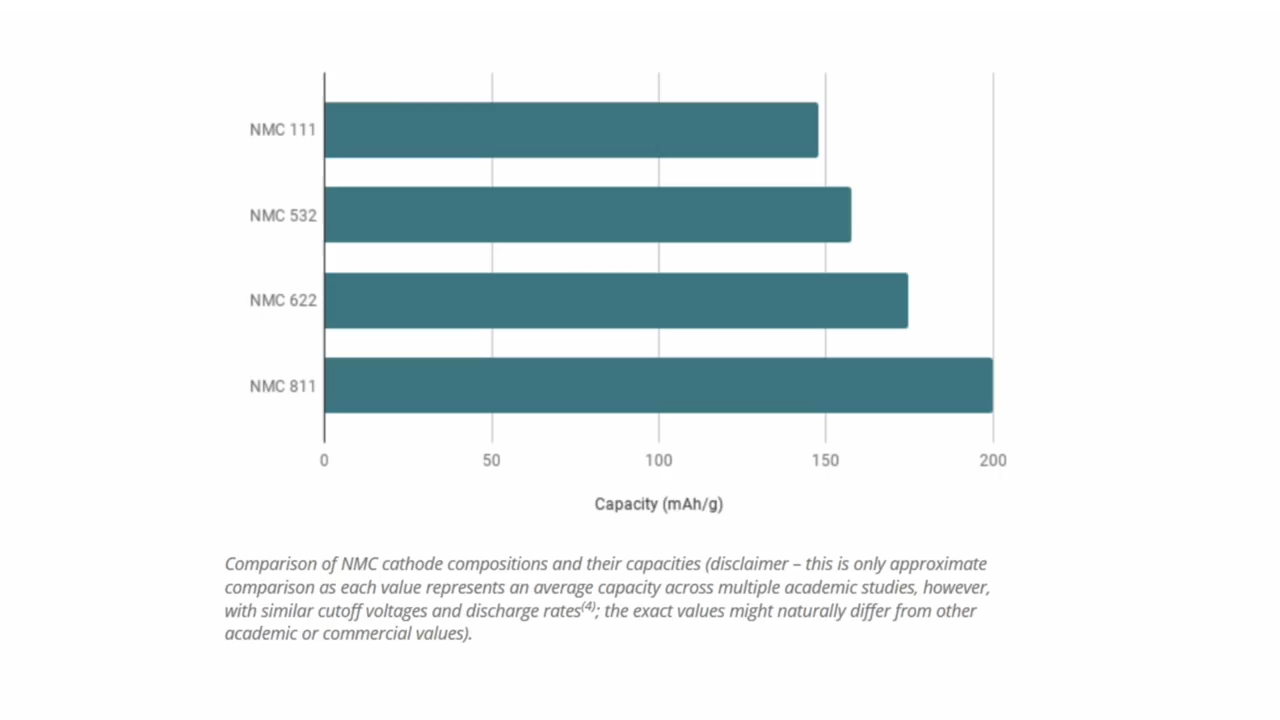 NMC 111
NMC 532
NMC 622
NMC 811
0 50 100 150 200
Capacity (mAh/g)
Comparison of NMC cathode compositions and their capacities (disclaimer – this is only approximate
comparison as each value represents an average capacity across multiple academic studies, however,
with similar cutoff voltages and discharge rates(4); the exact values might naturally differ from other
academic or commercial values).